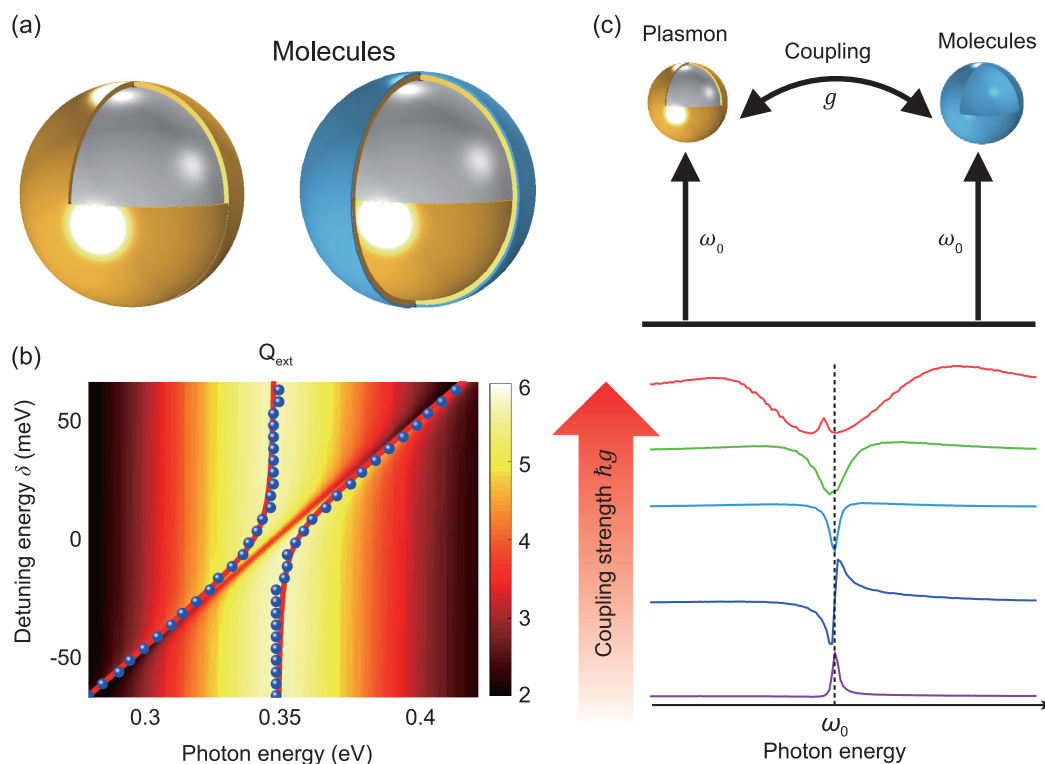 (a)
Molecules
(b)
Q_ext
Detuning energy δ (meV)
50
0
-50
0.3
0.35
0.4
Photon energy (eV)
6
5
4
3
2
(c)
Plasmon
Coupling
Molecules
g
ω₀
ω₀
Coupling strength ħg
ω₀
Photon energy